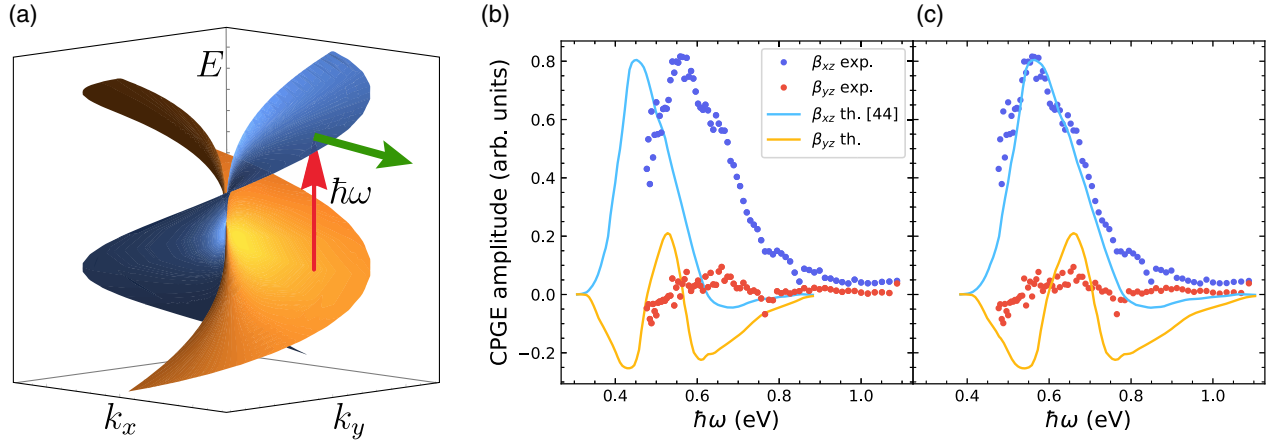 (a)
E
ħω
k_x
k_y
(b)
(c)
CPGE amplitude (arb. units)
0.8
0.6
0.4
0.2
0.0
−0.2
β_xz exp.
β_yz exp.
β_xz th. [44]
β_yz th.
0.4 0.6 0.8 1.0
ħω (eV)
0.4 0.6 0.8 1.0
ħω (eV)